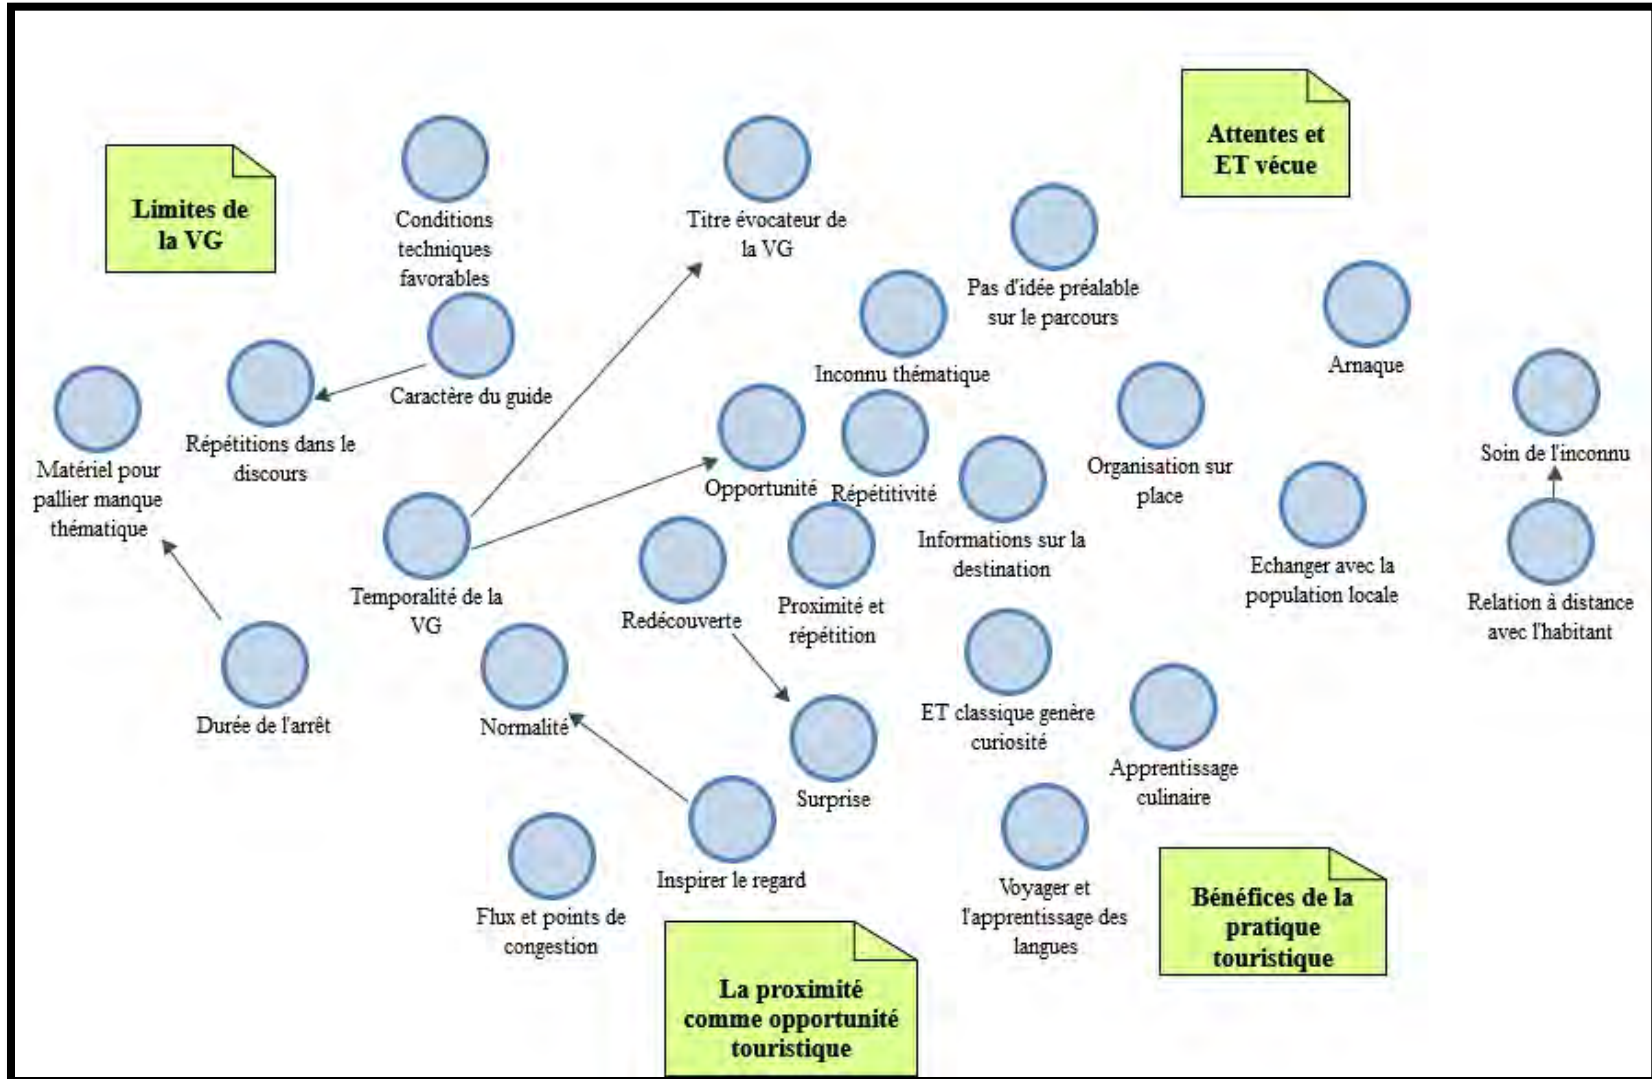 Limites de
la VG
Conditions
techniques
favorables
Titre évocateur de
la VG
Attentes et
ET vécue
Pas d'idée préalable
sur le parcours
Inconnu thématique
Arnaque
Caractère du guide
Répétitions dans le
discours
Matériel pour
pallier manque
thématique
Opportunité
Répétitivité
Organisation sur
place
Soin de l'inconnu
Informations sur la
destination
Echanger avec la
population locale
Relation à distance
avec l'habitant
Temporalité de la
VG
Redécouverte
Proximité et
répétition
Durée de l'arrêt
Normalité
ET classique genère
curiosité
Surprise
Apprentissage
culinaire
Inspirer le regard
Flux et points de
congestion
Voyager et
l'apprentissage des
langues
Bénéfices de la
pratique
touristique
La proximité
comme opportunité
touristique